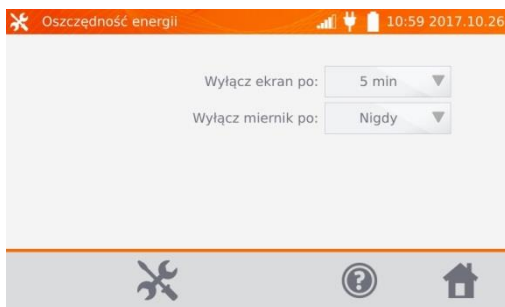 Oszczędność energii 10:59 2017.10.26
Wyłącz ekran po: 5 min
Wyłącz miernik po: Nigdy
?